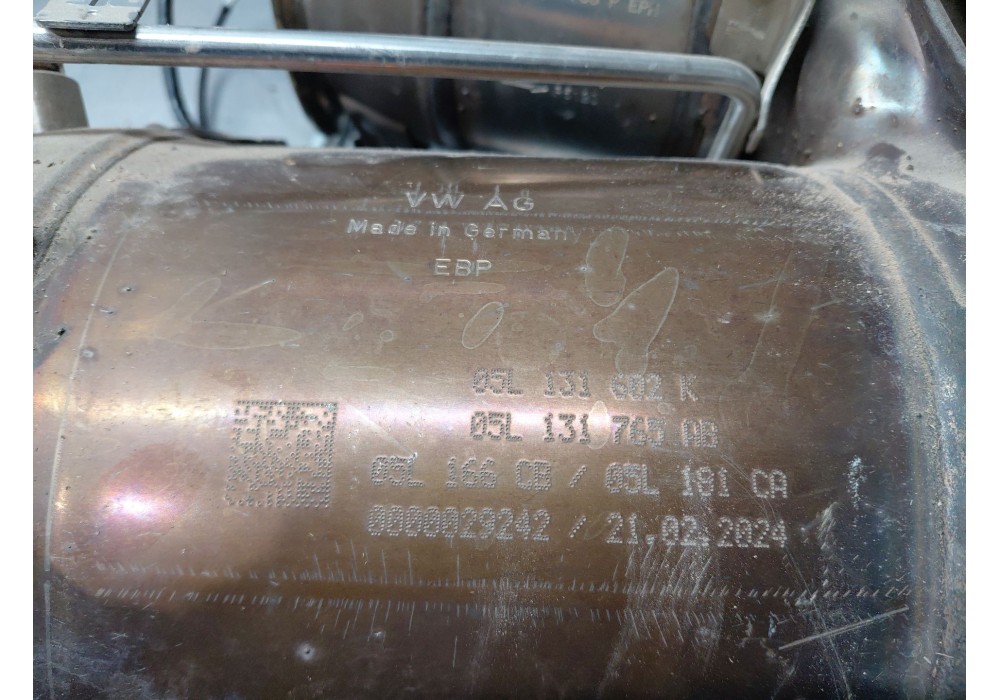 VW AG
Made in Germany
EBP
05L 131 602 K
05L 131 765 AB
05L 166 CB / 05L 181 CA
0000029242 / 21.02.2024